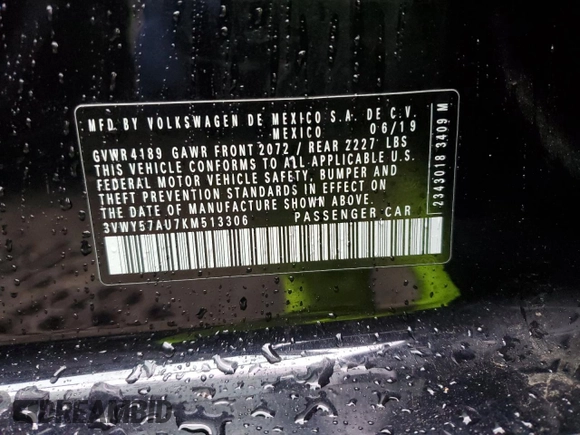 MFD. BY VOLKSWAGEN DE MEXICO S.A. DE C.V.
MEXICO 06/19
GVWR4189 GAWR FRONT 2072 / REAR 2227 LBS
THIS VEHICLE CONFORMS TO ALL APPLICABLE U.S.
FEDERAL MOTOR VEHICLE SAFETY, BUMPER AND
THEFT PREVENTION STANDARDS IN EFFECT ON
THE DATE OF MANUFACTURE SHOWN ABOVE.
3VWY57AU7KM513306 PASSENGER CAR
2343018 3409 M
DREAMBID